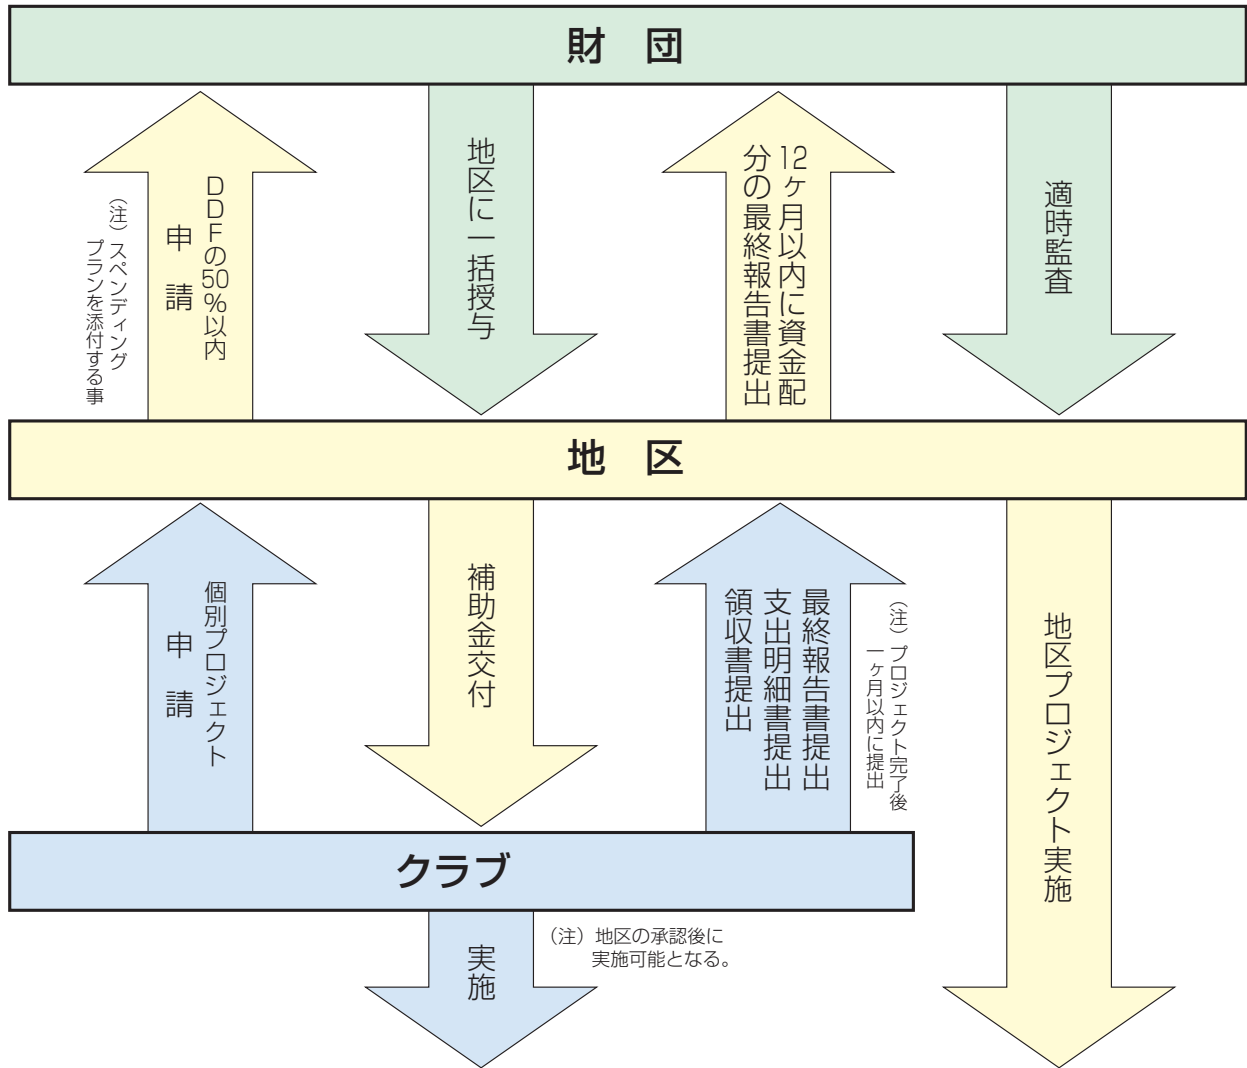 財　団
DDFの50％以内
申　請
（注）スペンディング
プランを添付する事
地区に一括授与
12ヶ月以内に資金配
分の最終報告書提出
適時監査
地　区
個別プロジェクト
申　請
補助金交付
最終報告書提出
支出明細書提出
領収書提出
（注）プロジェクト完了後
一ヶ月以内に提出
地区プロジェクト実施
クラブ
実施
（注）地区の承認後に
実施可能となる。